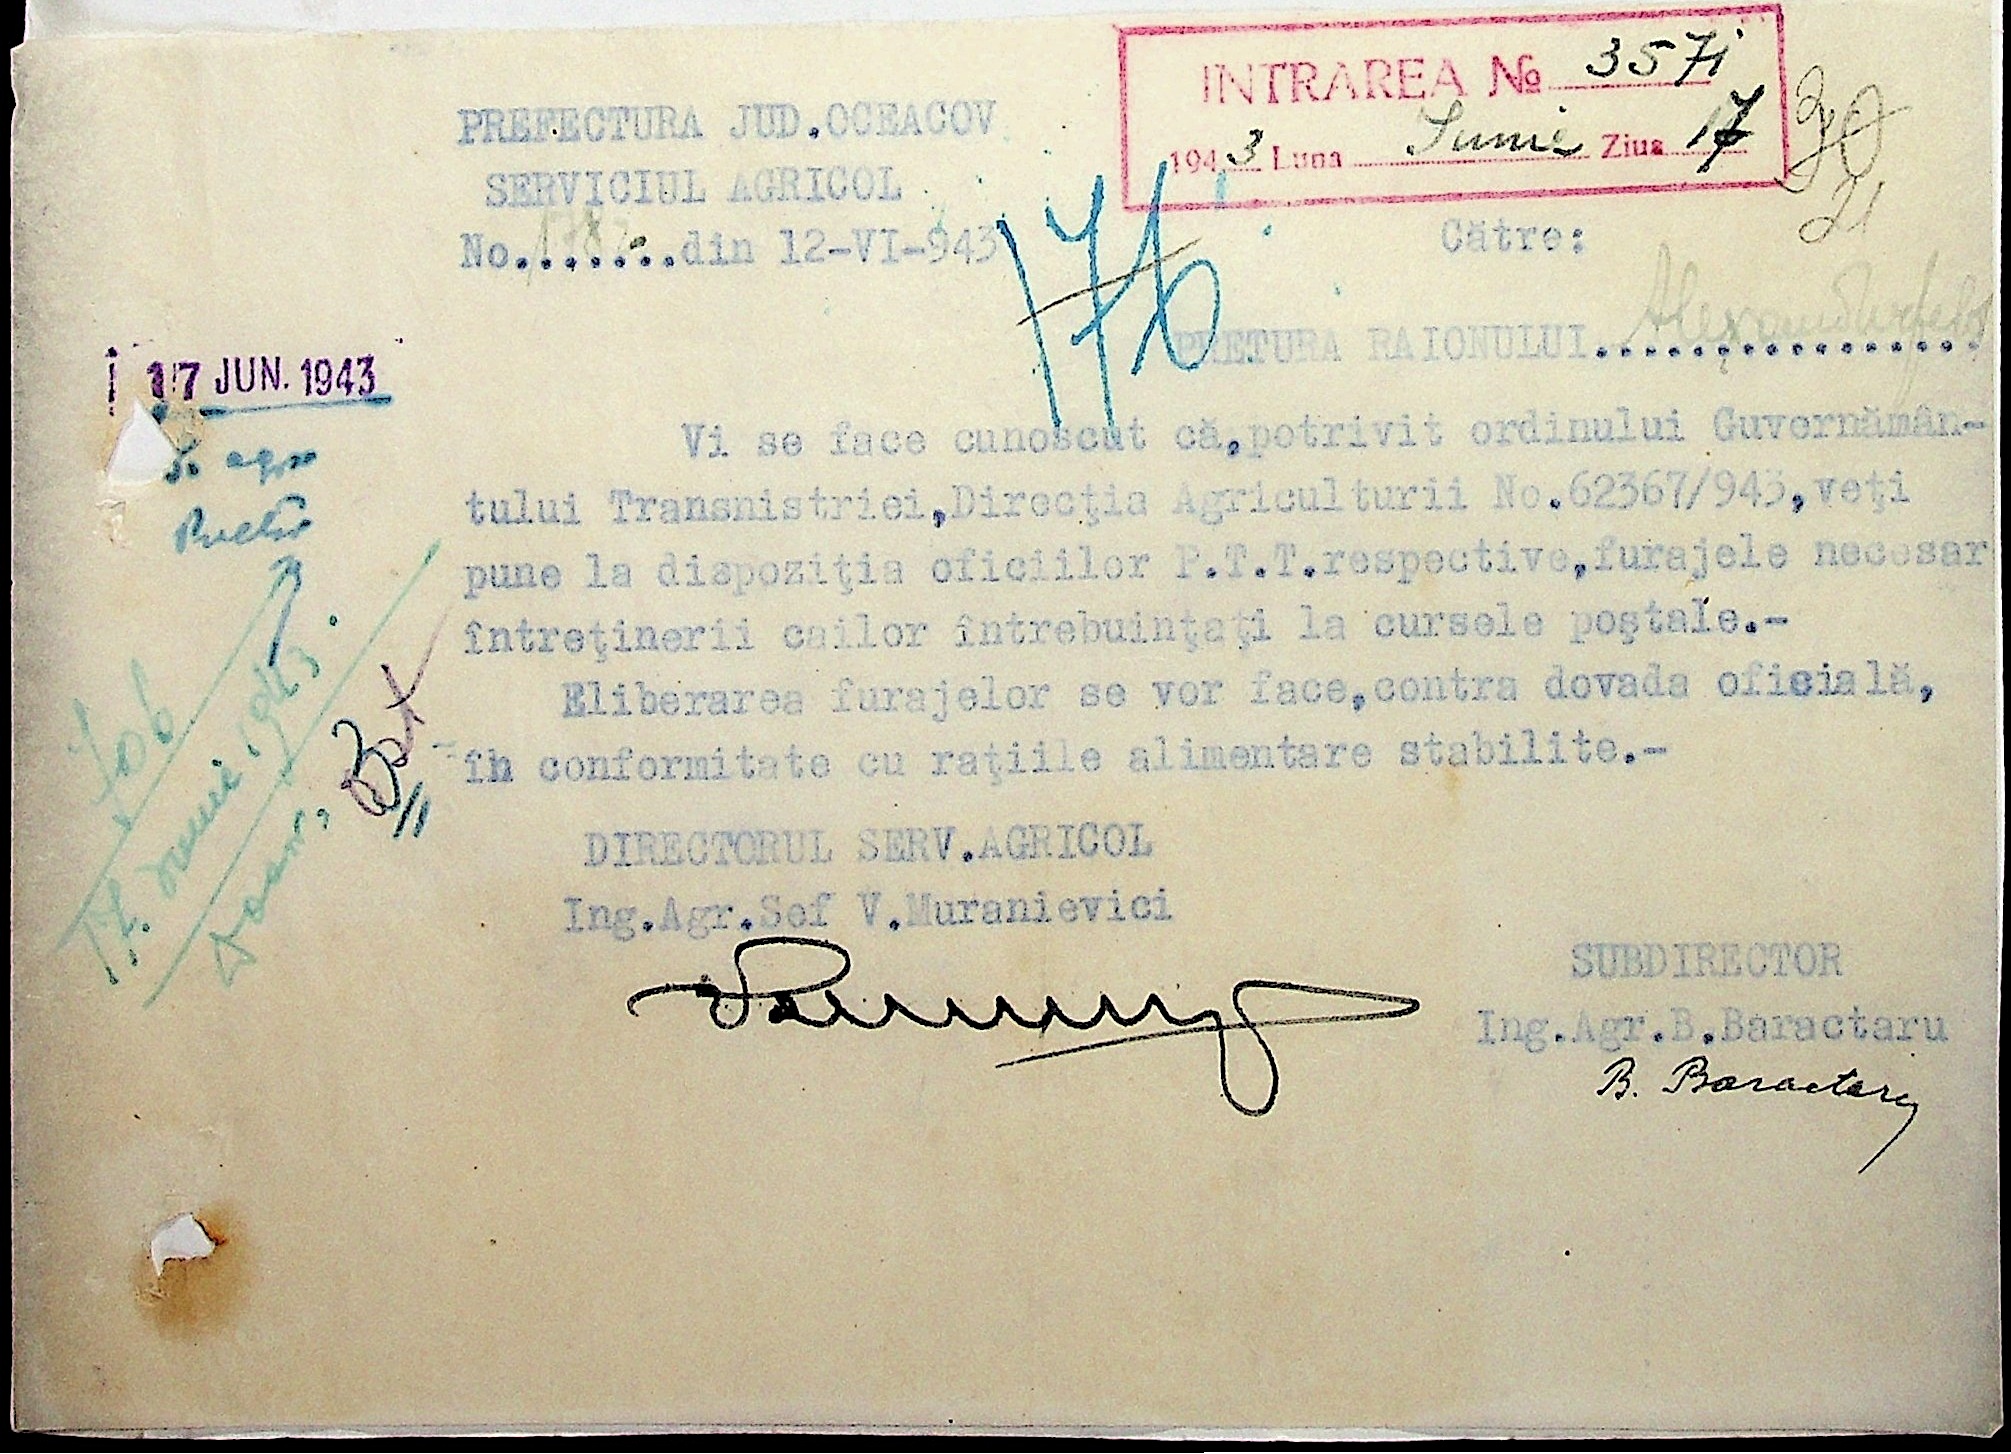 INTRAREA № 3571
1943 Luna Iunie Ziua 17
PREFECTURA JUD.OCEACOV
SERVICIUL AGRICOL
No........din 12-VI-943
30
21
176
Către:
PRETURA RAIONULUI..................
17 JUN. 1943
Vi se face cunoscut că,potrivit ordinului Guvernămân-
tului Transnistriei,Direcţia Agriculturii No.62367/943,veţi
pune la dispoziţia oficiilor P.T.T.respective,furajele necesar
întreţinerii cailor întrebuinţaţi la cursele poştale.-
Eliberarea furajelor se vor face,contra dovada oficială,
în conformitate cu raţiile alimentare stabilite.-
DIRECTORUL SERV.AGRICOL
Ing.Agr.Sef V.Muranievici
SUBDIRECTOR
Ing.Agr.B.Baractaru
B. Baractaru